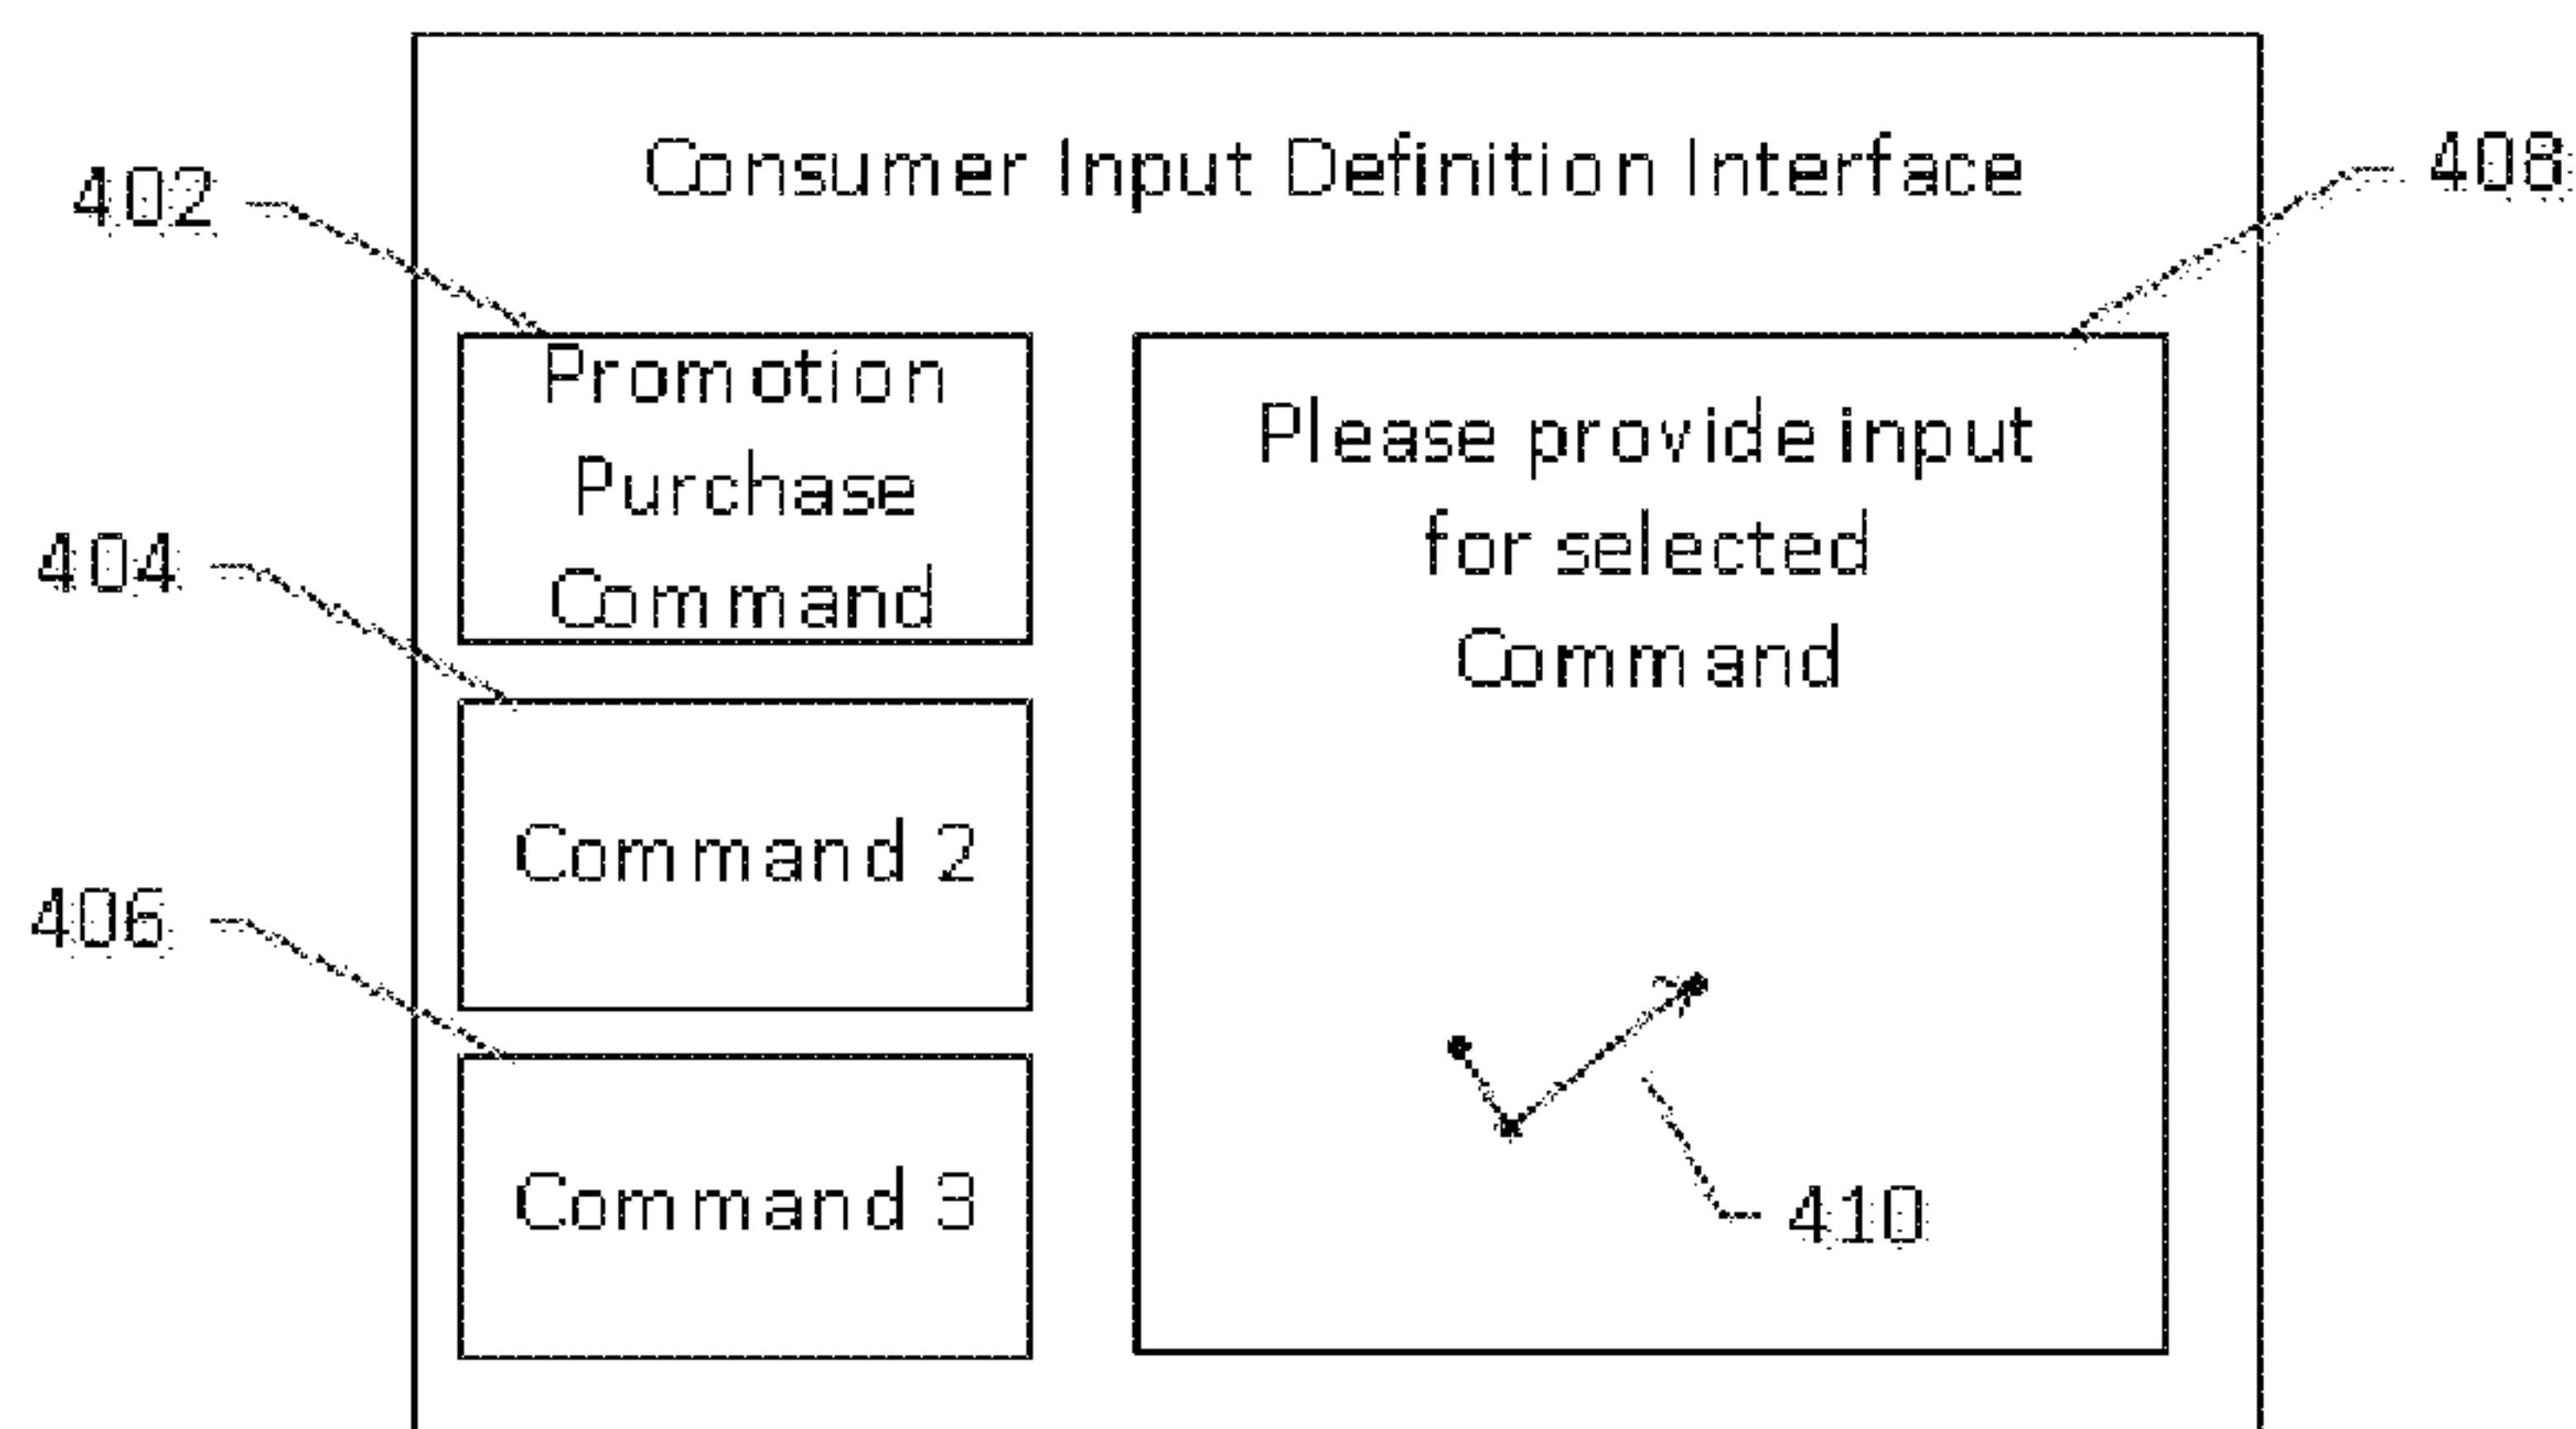 Consumer Input Definition Interface
402
408
Promotion
Purchase
Command
Please provide input
for selected
Command
404
Command 2
406
Command 3
410